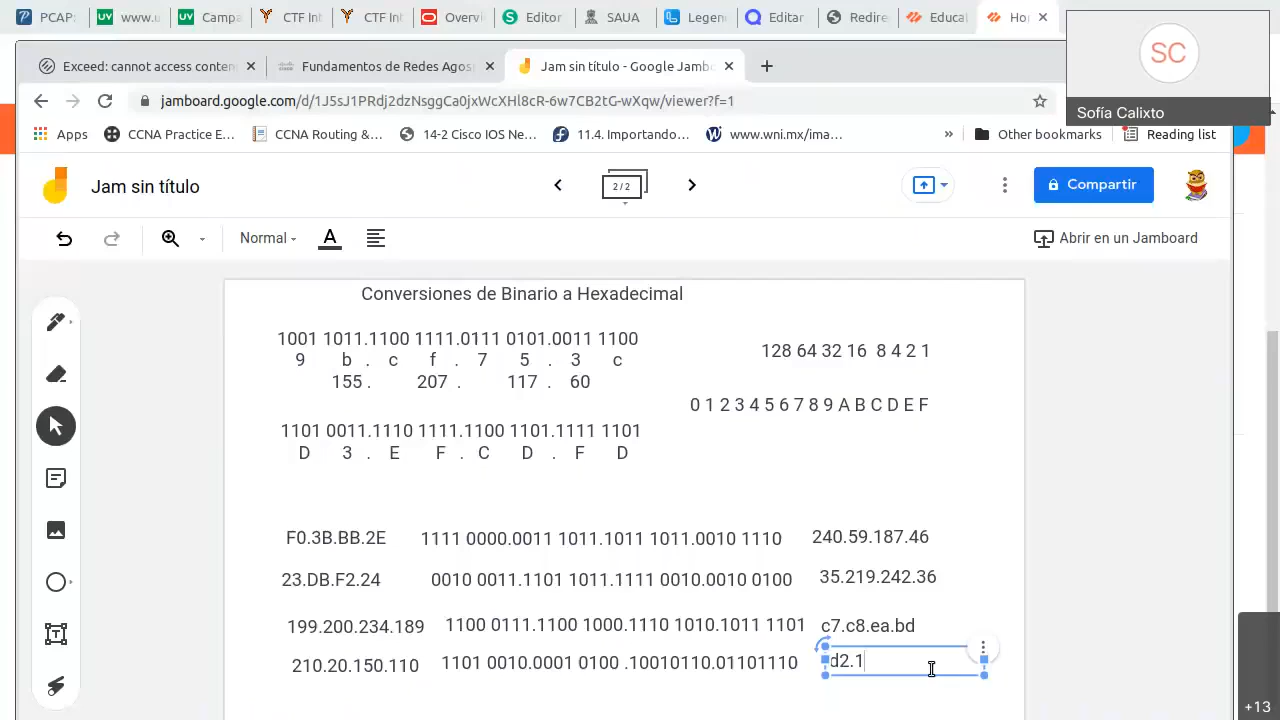 PCAP:
www.u
Campa
CTF Int
CTF Int
Overvi
Editor
SAUA
Legen
Editar
Redire
Educat
Ho
Exceed: cannot access conten
Fundamentos de Redes Ago
Jam sin título - Google Jambo
SC
Sofía Calixto
jamboard.google.com/d/1J5sJ1PRdj2dzNsggCa0jxWcXHl8cR-6w7CB2tG-wXqw/viewer?f=1
Apps
CCNA Practice E...
CCNA Routing &...
14-2 Cisco IOS Ne...
11.4. Importando...
www.wni.mx/ima...
»
Other bookmarks
Reading list
Jam sin título
2 / 2
Compartir
Normal
A
Abrir en un Jamboard
Conversiones de Binario a Hexadecimal
1001 1011.1100 1111.0111 0101.0011 1100
9 b . c f . 7 5 . 3 c
155 . 207 . 117 . 60
128 64 32 16 8 4 2 1
0 1 2 3 4 5 6 7 8 9 A B C D E F
1101 0011.1110 1111.1100 1101.1111 1101
D 3 . E F . C D . F D
F0.3B.BB.2E 1111 0000.0011 1011.1011 1011.0010 1110 240.59.187.46
23.DB.F2.24 0010 0011.1101 1011.1111 0010.0010 0100 35.219.242.36
199.200.234.189 1100 0111.1100 1000.1110 1010.1011 1101 c7.c8.ea.bd
210.20.150.110 1101 0010.0001 0100 .10010110.01101110 d2.1
+13